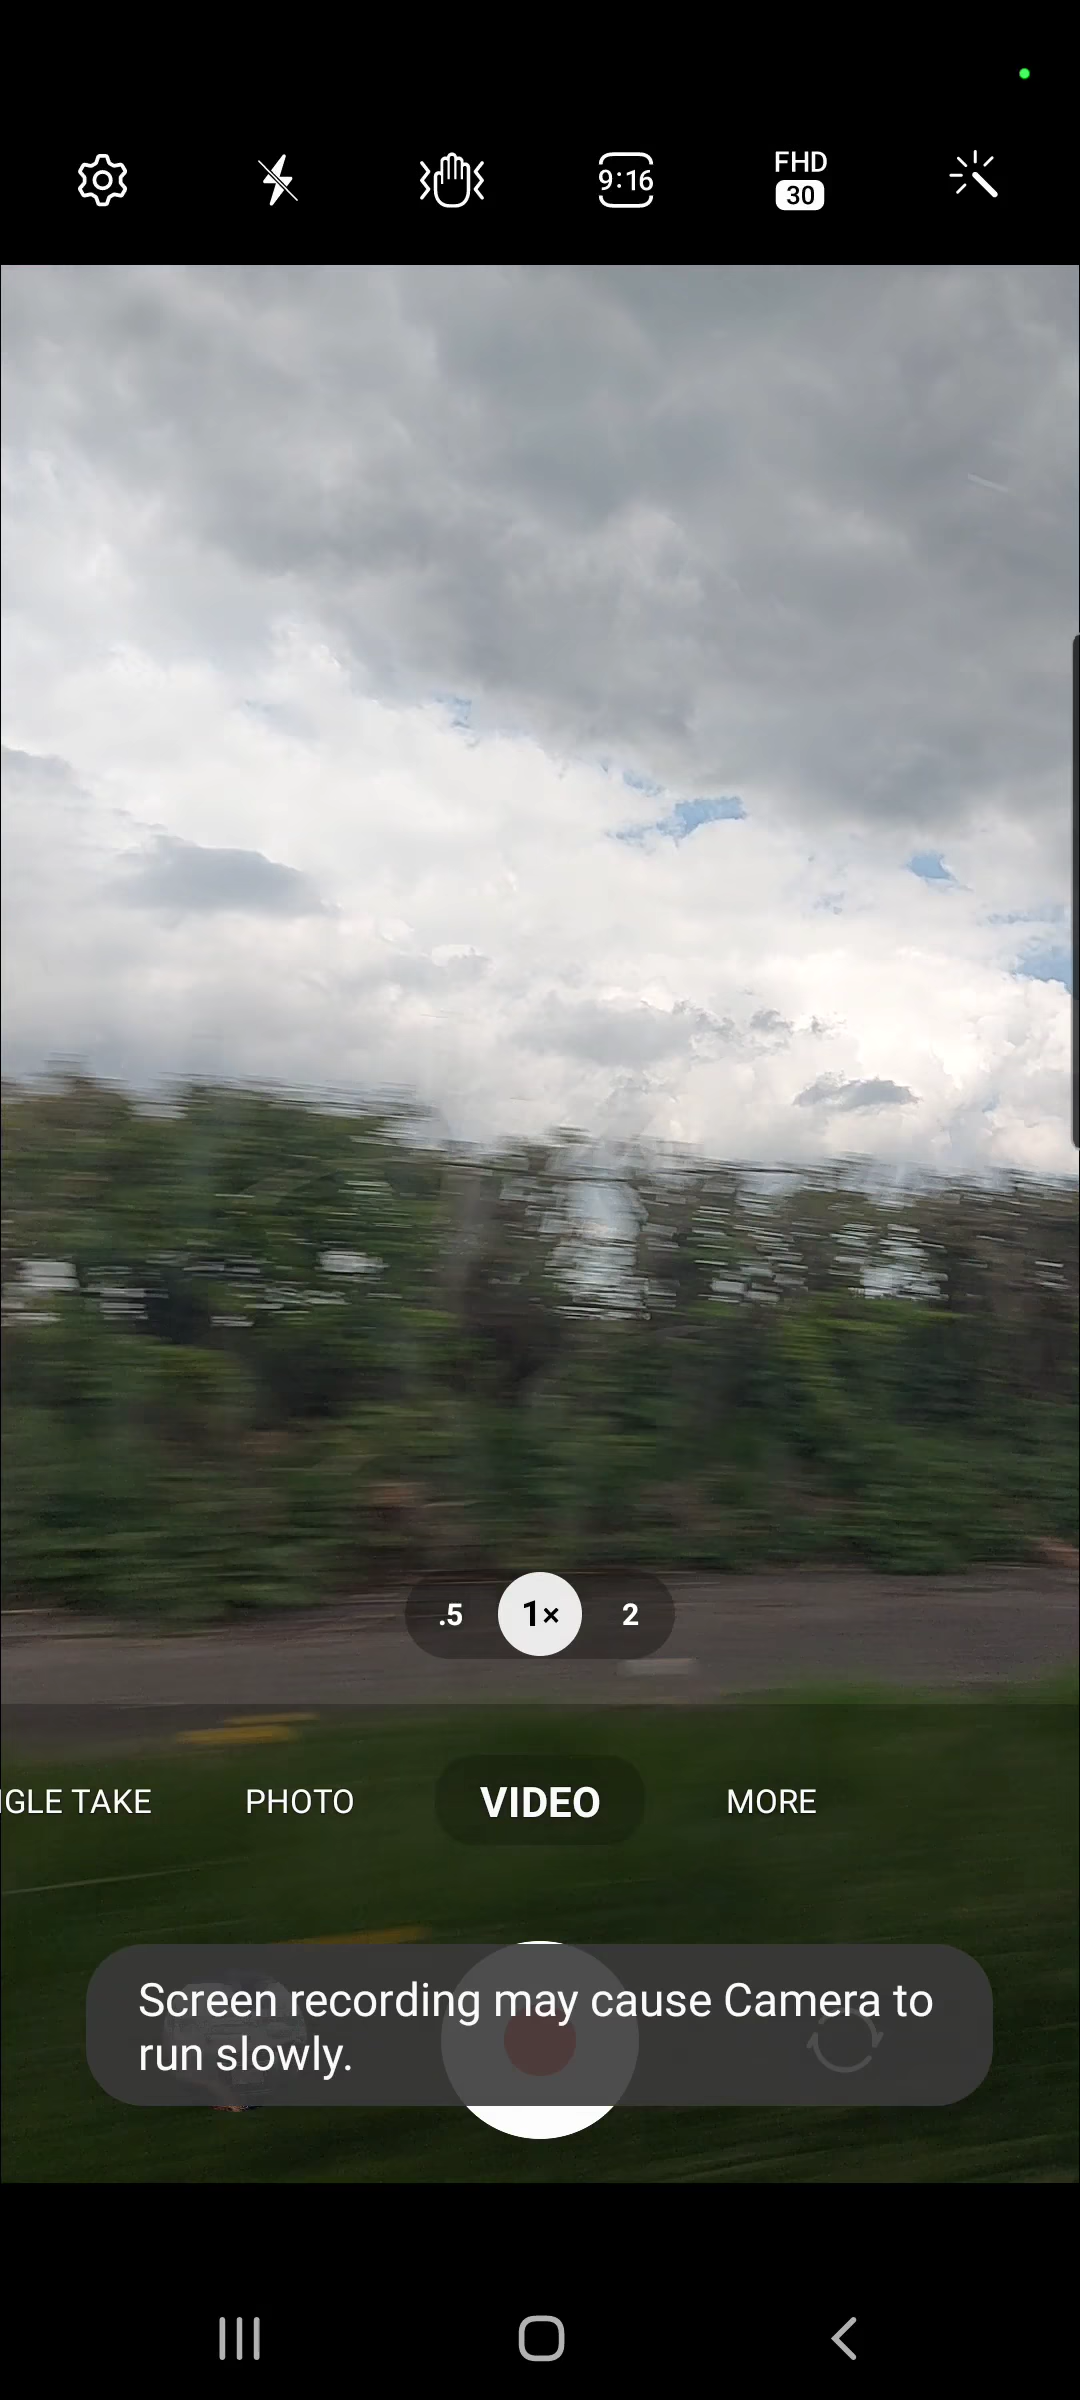 9:16
FHD
30
.5 1× 2
IGLE TAKE PHOTO VIDEO MORE
Screen recording may cause Camera to
run slowly.